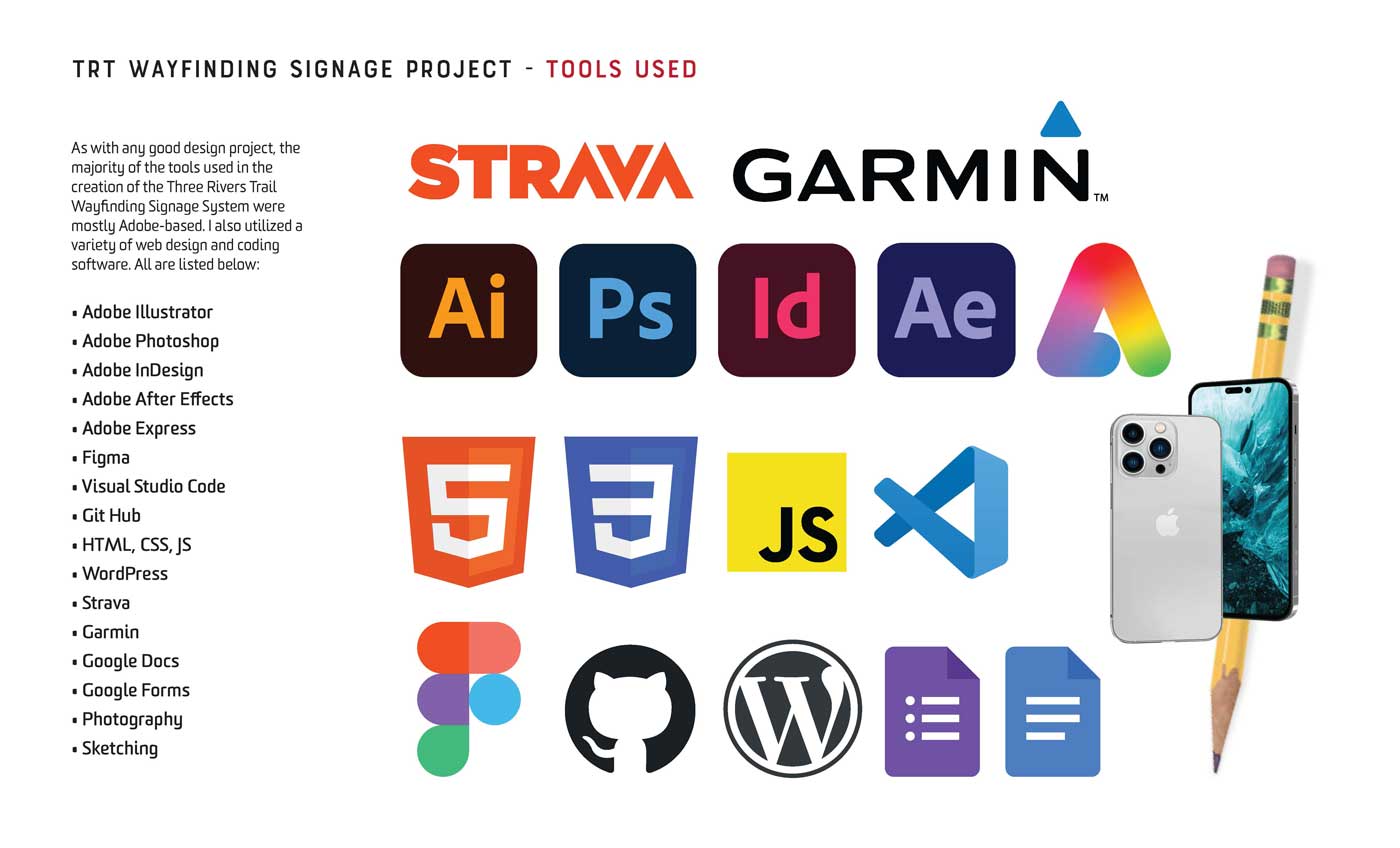 TRT WAYFINDING SIGNAGE PROJECT - TOOLS USED
As with any good design project, the
majority of the tools used in the
creation of the Three Rivers Trail
Wayfinding Signage System were
mostly Adobe-based. I also utilized a
variety of web design and coding
software. All are listed below:
• Adobe Illustrator
• Adobe Photoshop
• Adobe InDesign
• Adobe After Effects
• Adobe Express
• Figma
• Visual Studio Code
• Git Hub
• HTML, CSS, JS
• WordPress
• Strava
• Garmin
• Google Docs
• Google Forms
• Photography
• Sketching
STRAVA GARMIN™
Ai Ps Id Ae
5 3 JS
W